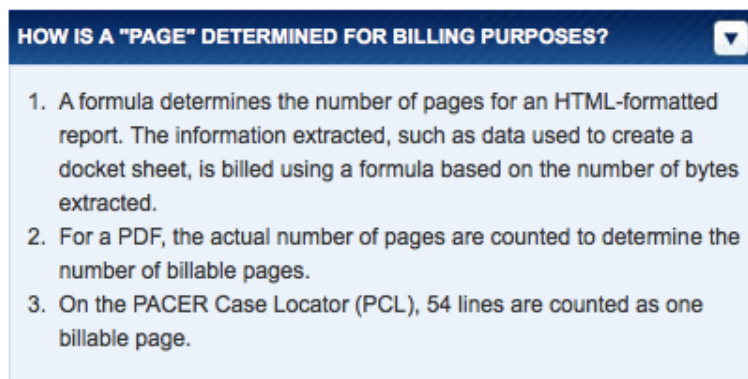 HOW IS A "PAGE" DETERMINED FOR BILLING PURPOSES?
1. A formula determines the number of pages for an HTML-formatted
report. The information extracted, such as data used to create a
docket sheet, is billed using a formula based on the number of bytes
extracted.
2. For a PDF, the actual number of pages are counted to determine the
number of billable pages.
3. On the PACER Case Locator (PCL), 54 lines are counted as one
billable page.